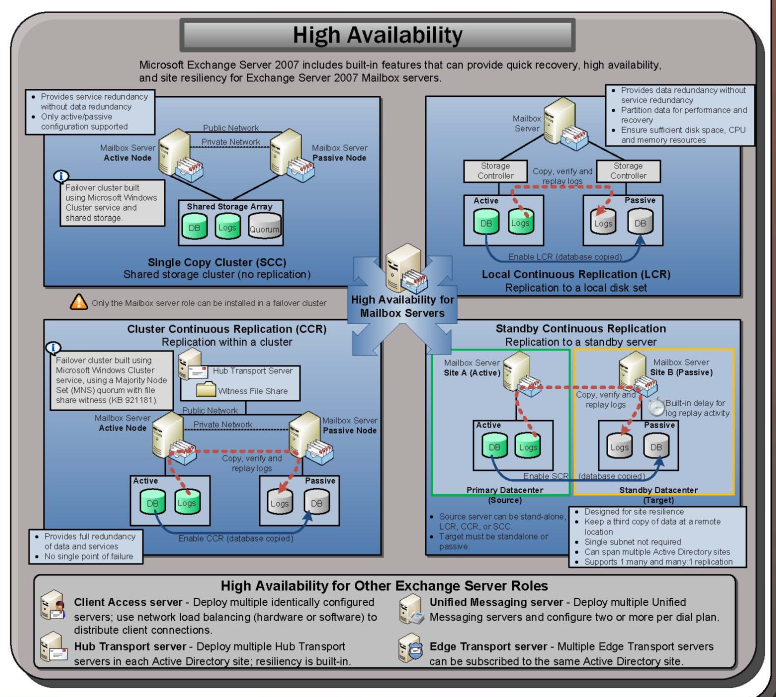 High Availability
Microsoft Exchange Server 2007 includes built-in features that can provide quick recovery, high availability,
and site resiliency for Exchange Server 2007 Mailbox servers.
• Provides service redundancy
without data redundancy
• Only active/passive
configuration supported
Public Network
Private Network
Mailbox Server
Active Node
Mailbox Server
Passive Node
i
Failover cluster built
using Microsoft Windows
Cluster service and
shared storage.
Shared Storage Array
DB
Logs
Quorum
Single Copy Cluster (SCC)
Shared storage cluster (no replication)
• Provides data redundancy without
service redundancy
• Partition data for performance and
recovery
• Ensure sufficient disk space, CPU
and memory resources
Mailbox
Server
Storage
Controller
Copy, verify and
replay logs
Storage
Controller
Active
Passive
DB
Logs
Logs
DB
Enable LCR (database copied)
Local Continuous Replication (LCR)
Replication to a local disk set
Only the Mailbox server role can be installed in a failover cluster
High Availability for
Mailbox Servers
Cluster Continuous Replication (CCR)
Replication within a cluster
i
Failover cluster built using
Microsoft Windows Cluster
service, using a Majority Node
Set (MNS) quorum with file
share witness (KB 921181).
Hub Transport Server
Witness File Share
Public Network
Private Network
Mailbox Server
Active Node
Mailbox Server
Passive Node
Copy, verify and
replay logs
Active
Passive
DB
Logs
Logs
DB
Enable CCR (database copied)
• Provides full redundancy
of data and services
• No single point of failure
Standby Continuous Replication
Replication to a standby server
Mailbox Server
Site A (Active)
Mailbox Server
Site B (Passive)
Copy, verify and
replay logs
Built-in delay for
log replay activity
Active
Passive
DB
Logs
Logs
DB
Enable SCR (database copied)
Primary Datacenter
(Source)
Standby Datacenter
(Target)
• Source server can be stand-alone,
LCR, CCR, or SCC.
• Target must be standalone or
passive.
• Designed for site resilience
• Keep a third copy of data at a remote
location
• Single subnet not required
• Can span multiple Active Directory sites
• Supports 1:many and many:1 replication
High Availability for Other Exchange Server Roles
Client Access server - Deploy multiple identically configured
servers; use network load balancing (hardware or software) to
distribute client connections.
Hub Transport server - Deploy multiple Hub Transport
servers in each Active Directory site; resiliency is built-in.
Unified Messaging server - Deploy multiple Unified
Messaging servers and configure two or more per dial plan.
Edge Transport server - Multiple Edge Transport servers
can be subscribed to the same Active Directory site.